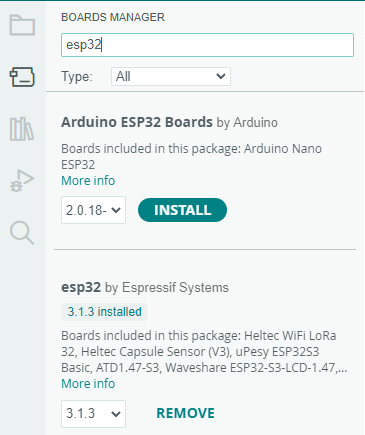 BOARDS MANAGER
esp32
Type: All
Arduino ESP32 Boards by Arduino
Boards included in this package: Arduino Nano
ESP32
More info
2.0.18- INSTALL
esp32 by Espressif Systems
3.1.3 installed
Boards included in this package: Heltec WiFi LoRa
32, Heltec Capsule Sensor (V3), uPesy ESP32S3
Basic, ATD1.47-S3, Waveshare ESP32-S3-LCD-1.47,...
More info
3.1.3 REMOVE